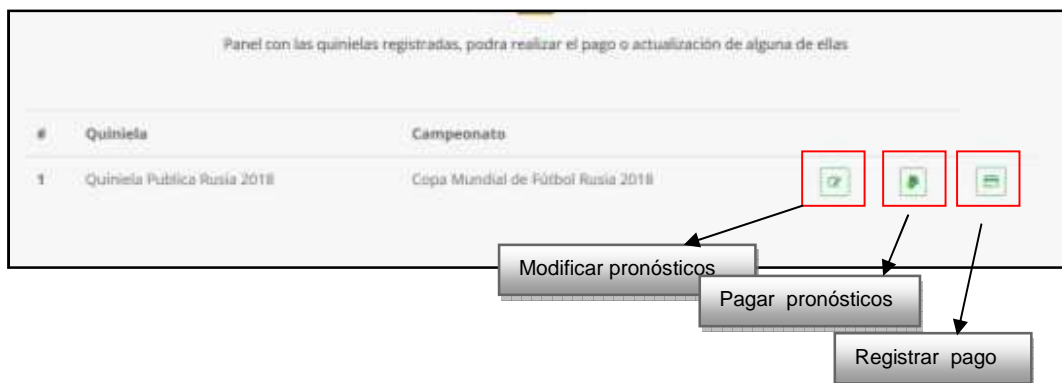 Panel con las quinielas registradas, podra realizar el pago o actualización de alguna de ellas
# Quiniela Campeonato
1 Quiniela Publica Rusia 2018 Copa Mundial de Fútbol Rusia 2018
Modificar pronósticos
Pagar pronósticos
Registrar pago